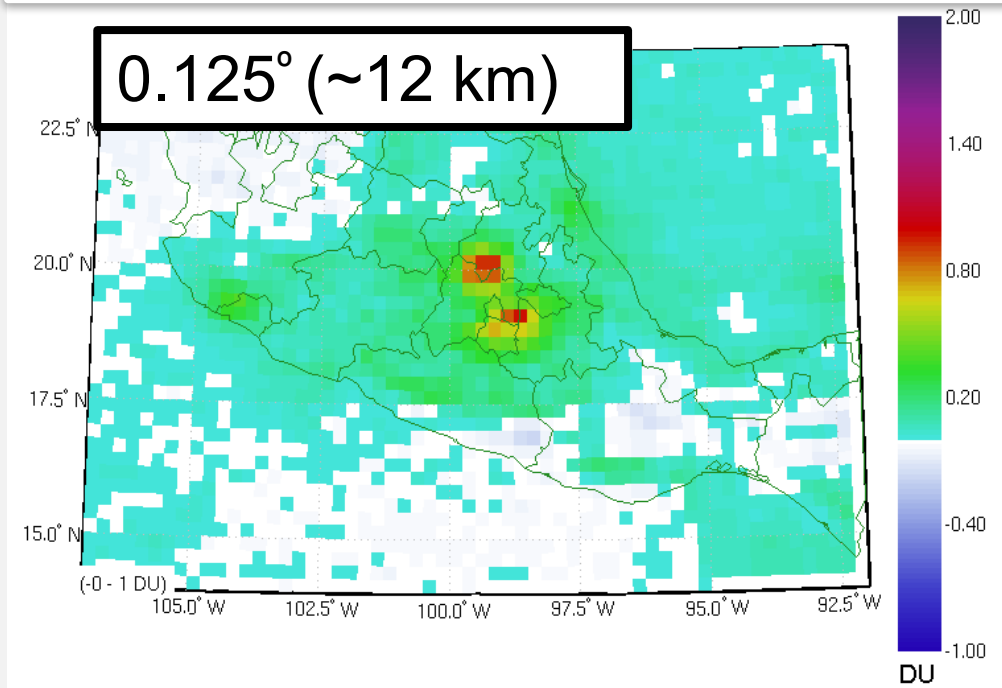 0.125° (~12 km)
22.5° N
20.0° N
17.5° N
15.0° N
(-0 - 1 DU)
105.0° W
102.5° W
100.0° W
97.5° W
95.0° W
92.5° W
2.00
1.40
0.80
0.20
-0.40
-1.00
DU